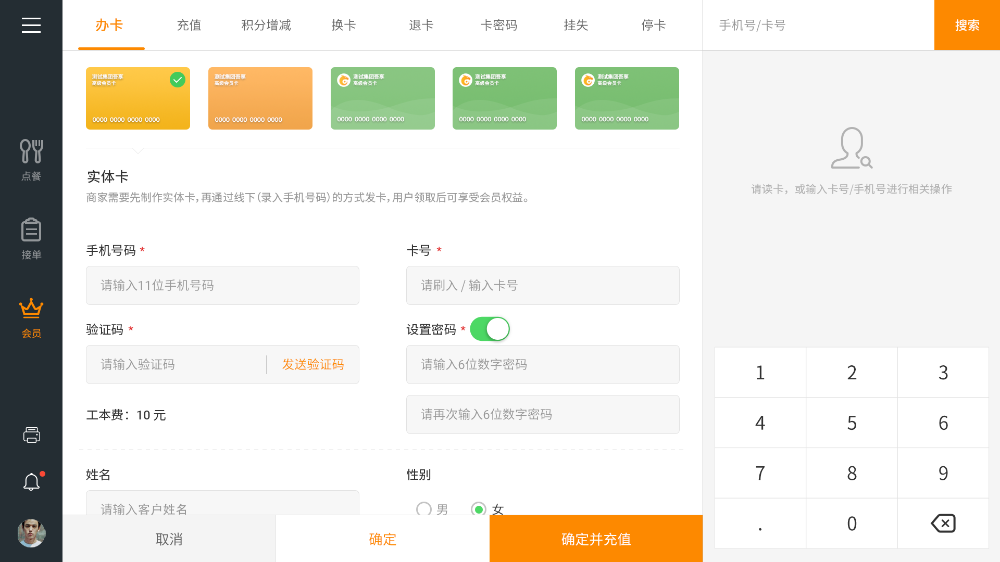 办卡 充值 积分增减 换卡 退卡 卡密码 挂失 停卡 手机号/卡号 搜索
测试集团吾享
高级会员卡
0000 0000 0000 0000
测试集团吾享
高级会员卡
0000 0000 0000 0000
测试集团吾享
高级会员卡
0000 0000 0000 0000
测试集团吾享
高级会员卡
0000 0000 0000 0000
测试集团吾享
高级会员卡
0000 0000 0000 0000
点餐
接单
会员
实体卡
商家需要先制作实体卡,再通过线下(录入手机号码)的方式发卡,用户领取后可享受会员权益。
手机号码 *
请输入11位手机号码
卡号 *
请刷入 / 输入卡号
验证码 *
请输入验证码 发送验证码
设置密码 *
请输入6位数字密码
请再次输入6位数字密码
工本费：10 元
姓名
请输入客户姓名
性别
男 女
取消 确定 确定并充值
请读卡，或输入卡号/手机号进行相关操作
1 2 3
4 5 6
7 8 9
. 0